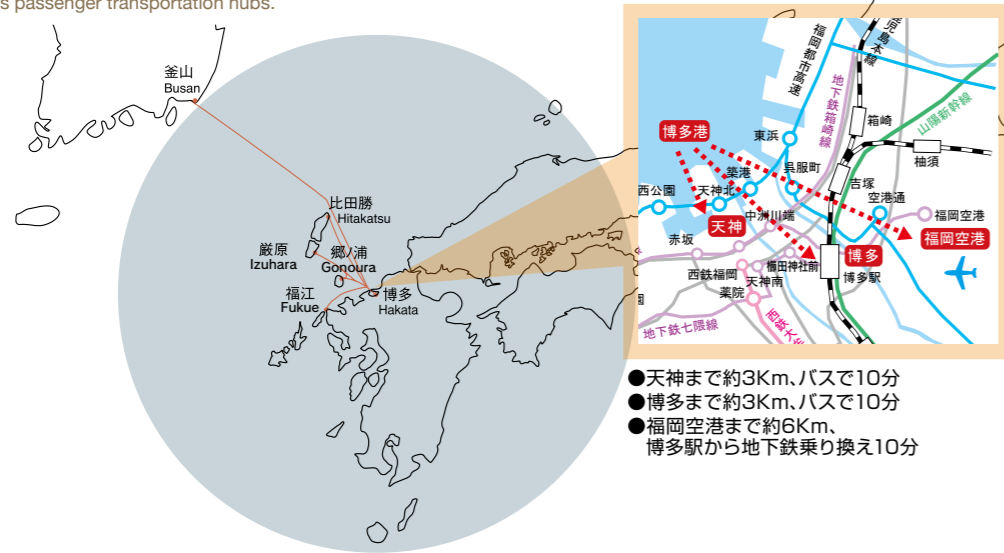 s passenger transportation hubs.
釜山
Busan
比田勝
Hitakatsu
厳原
Izuhara
郷ノ浦
Gonoura
福江
Fukue
博多
Hakata
福岡都市高速
児島本線
地下鉄箱崎線
山陽新幹線
箱崎
柚須
吉塚
空港通
福岡空港
博多港
東浜
呉服町
築港
西公園
天神北
天神
中洲川端
赤坂
福岡空港
博多
博多駅
櫛田神社前
西鉄福岡
天神南
薬院
園
地下鉄七隈線
西鉄大
●天神まで約3Km、バスで10分
●博多まで約3Km、バスで10分
●福岡空港まで約6Km、
博多駅から地下鉄乗り換え10分